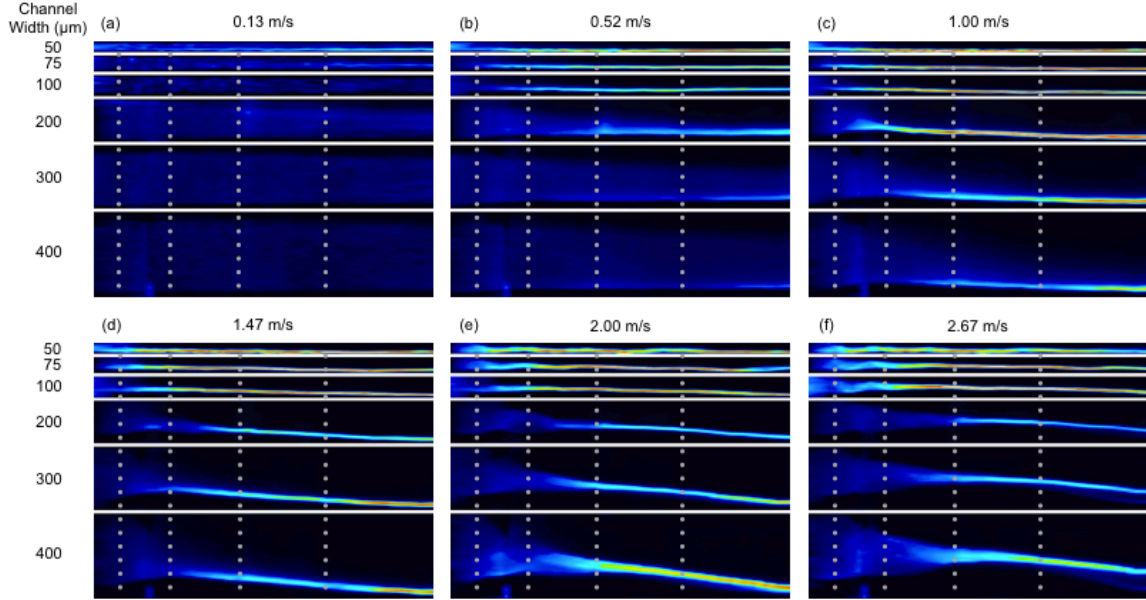 Channel
Width (µm)
(a) 0.13 m/s
(b) 0.52 m/s
(c) 1.00 m/s
50
75
100
200
300
400
(d) 1.47 m/s
(e) 2.00 m/s
(f) 2.67 m/s
50
75
100
200
300
400